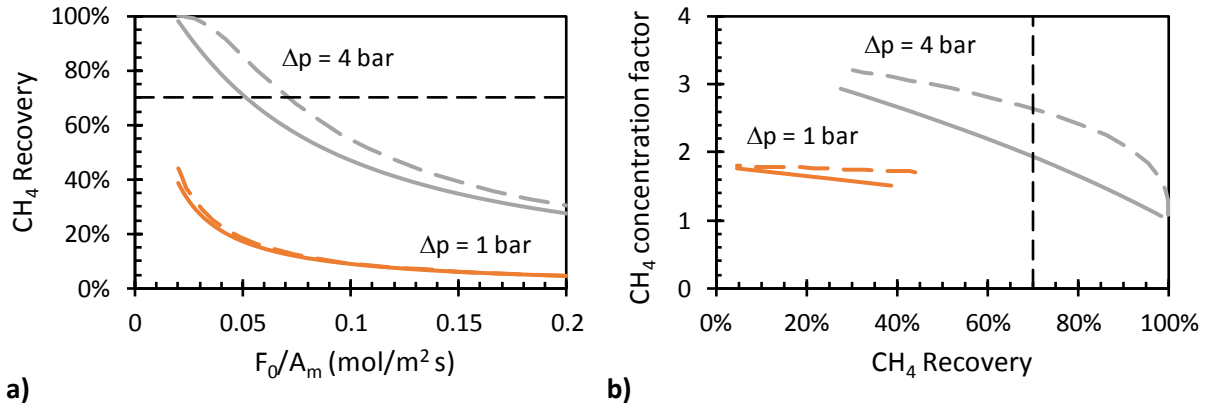 100%
80%
60%
40%
20%
0%
CH4 Recovery
Δp = 4 bar
Δp = 1 bar
0
0.05
0.1
0.15
0.2
F0/Am (mol/m2 s)
a)
4
3
2
1
0
CH4 concentration factor
Δp = 4 bar
Δp = 1 bar
0%
20%
40%
60%
80%
100%
CH4 Recovery
b)